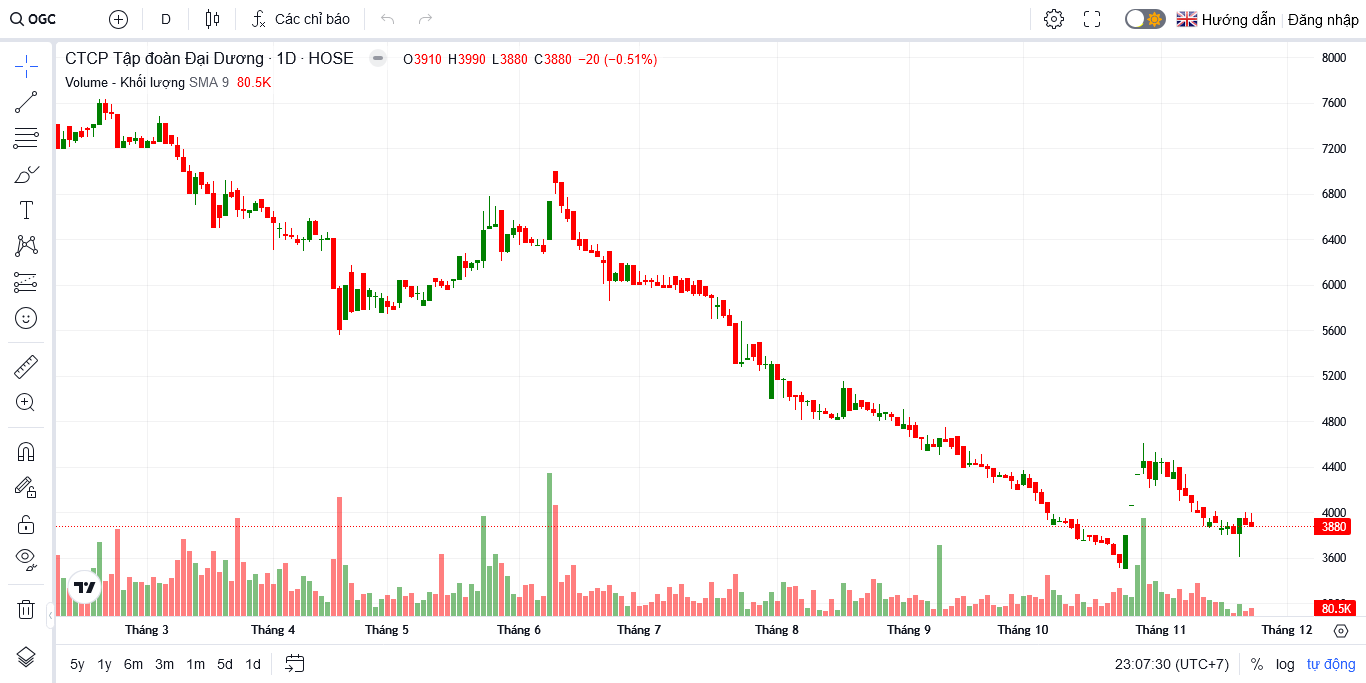 OGC D Các chỉ báo Hướng dẫn Đăng nhập
CTCP Tập đoàn Đại Dương · 1D · HOSE O3910 H3990 L3880 C3880 −20 (−0.51%)
Volume - Khối lượng SMA 9 80.5K
8000
7600
7200
6800
6400
6000
5600
5200
4800
4400
4000
3880
3600
80.5K
Tháng 3 Tháng 4 Tháng 5 Tháng 6 Tháng 7 Tháng 8 Tháng 9 Tháng 10 Tháng 11 Tháng 12
5y 1y 6m 3m 1m 5d 1d 23:07:30 (UTC+7) % log tự động